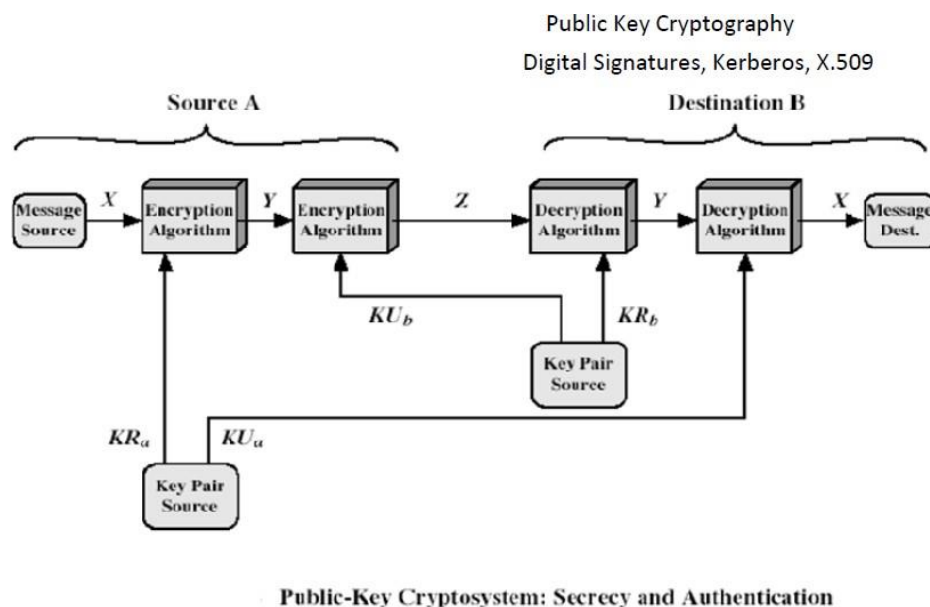 Public Key Cryptography
Digital Signatures, Kerberos, X.509
Source A
Destination B
Message
Source
X
Encryption
Algorithm
Y
Encryption
Algorithm
Z
Decryption
Algorithm
Y
Decryption
Algorithm
X
Message
Dest.
KUb
KRb
Key Pair
Source
KRa
KUa
Key Pair
Source
Public-Key Cryptosystem: Secrecy and Authentication